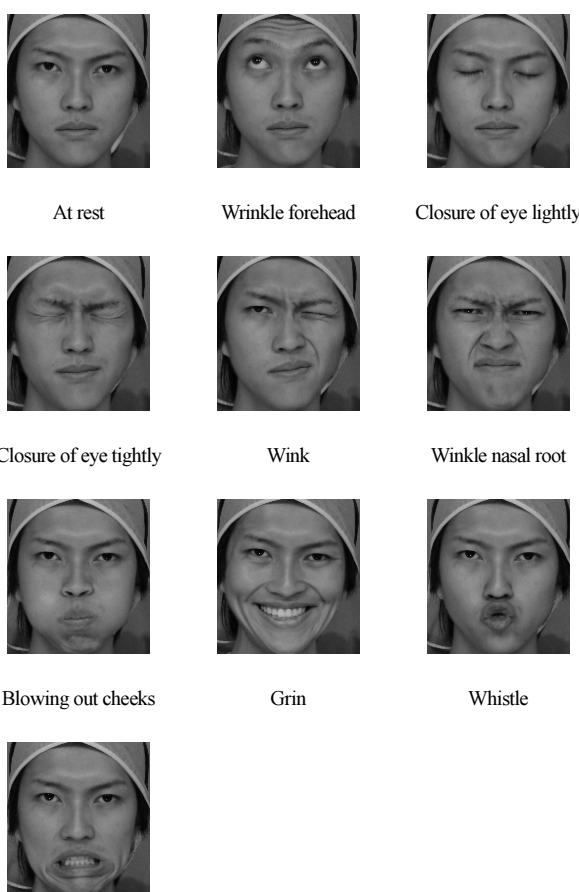 At rest
Wrinkle forehead
Closure of eye lightly
Closure of eye tightly
Wink
Winkle nasal root
Blowing out cheeks
Grin
Whistle